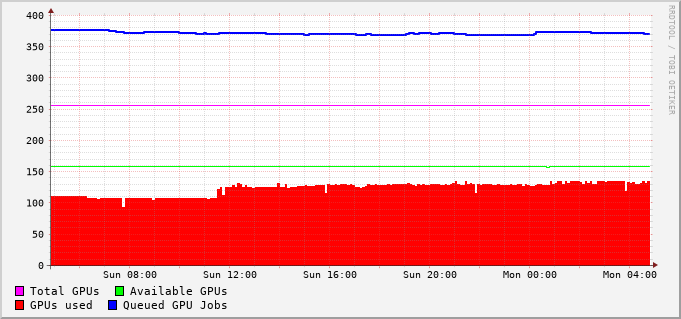 400
350
300
250
200
150
100
50
0
Sun 08:00 Sun 12:00 Sun 16:00 Sun 20:00 Mon 00:00 Mon 04:00
Total GPUs Available GPUs
GPUs used Queued GPU Jobs
RRDTOOL / TOBI OETIKER